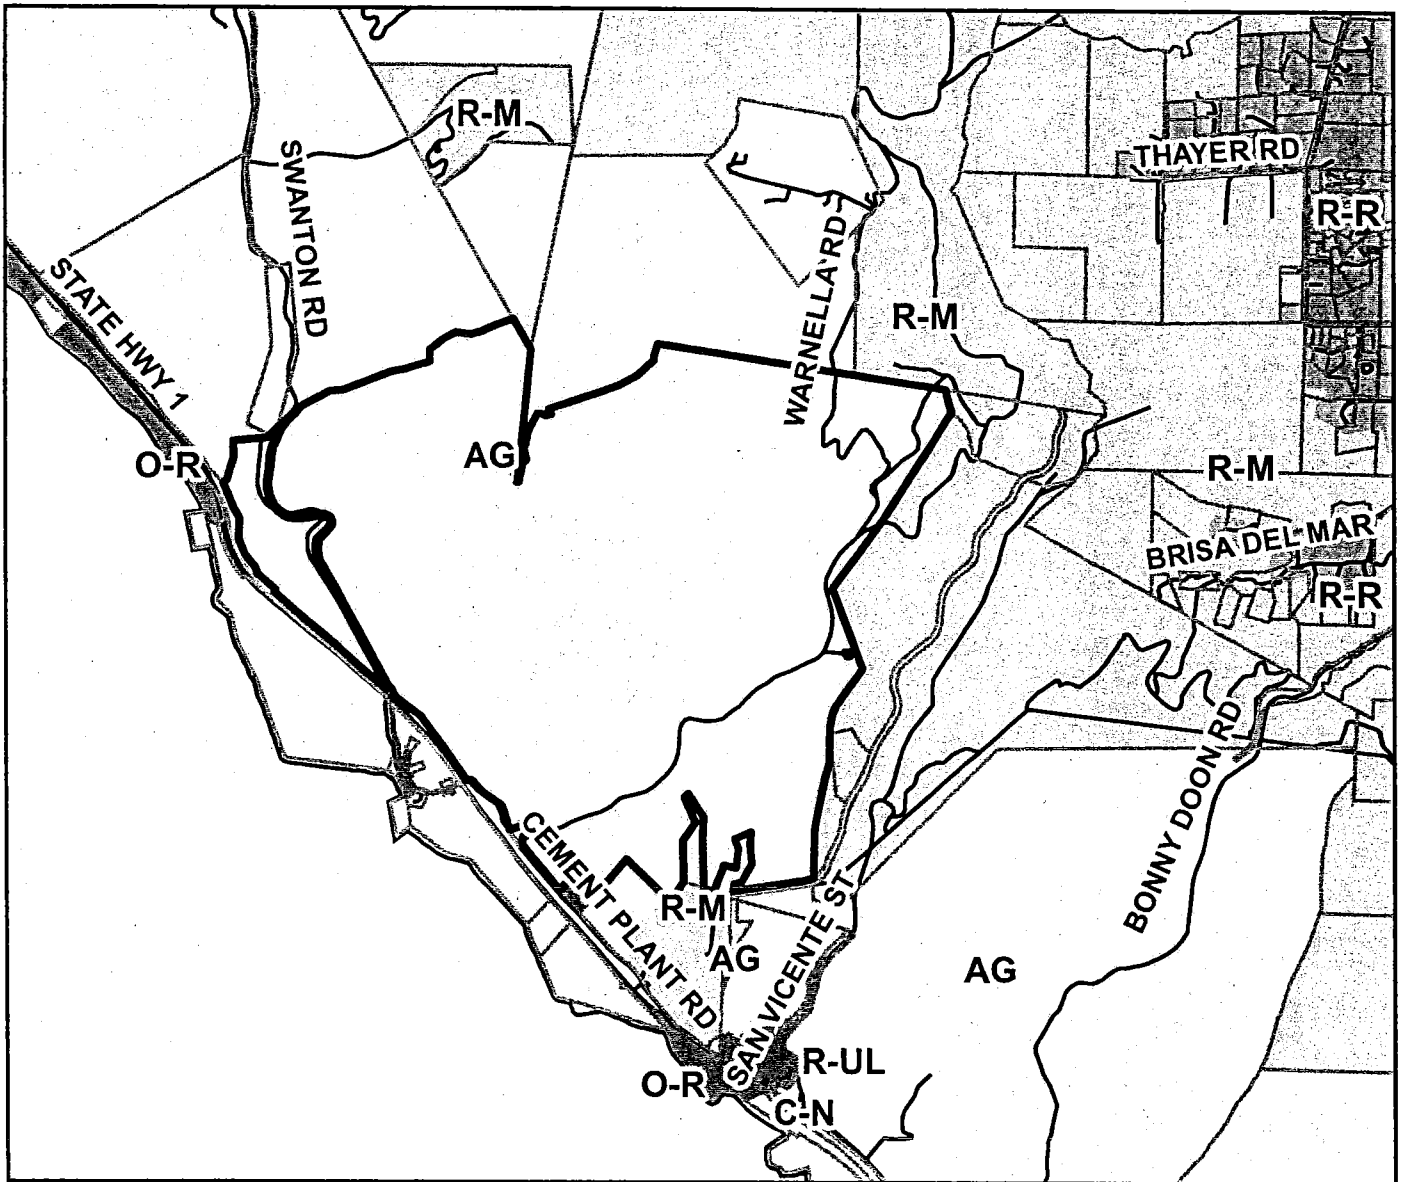 R-M
THAYER RD
R-R
SWANTON RD
STATE HWY 1
WARNELLA RD
R-M
AG
O-R
R-M
BRISA DEL MAR
R-R
BONNY DOON RD
CEMENT PLANT RD
R-M
AG
SAN VICENTE ST
AG
R-UL
O-R
C-N